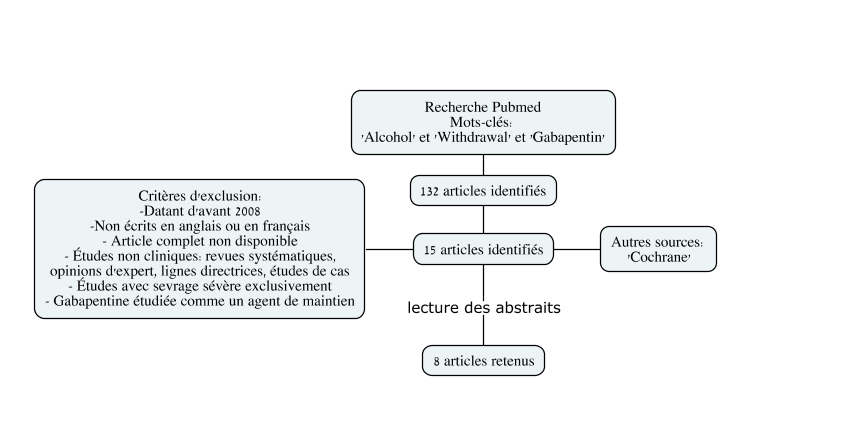 Recherche Pubmed
Mots-clés:
'Alcohol' et 'Withdrawal' et 'Gabapentin'
132 articles identifiés
Critères d'exclusion:
-Datant d'avant 2008
-Non écrits en anglais ou en français
- Article complet non disponible
- Études non cliniques: revues systématiques,
opinions d'expert, lignes directrices, études de cas
- Études avec sevrage sévère exclusivement
- Gabapentine étudiée comme un agent de maintien
15 articles identifiés
Autres sources:
'Cochrane'
lecture des abstraits
8 articles retenus